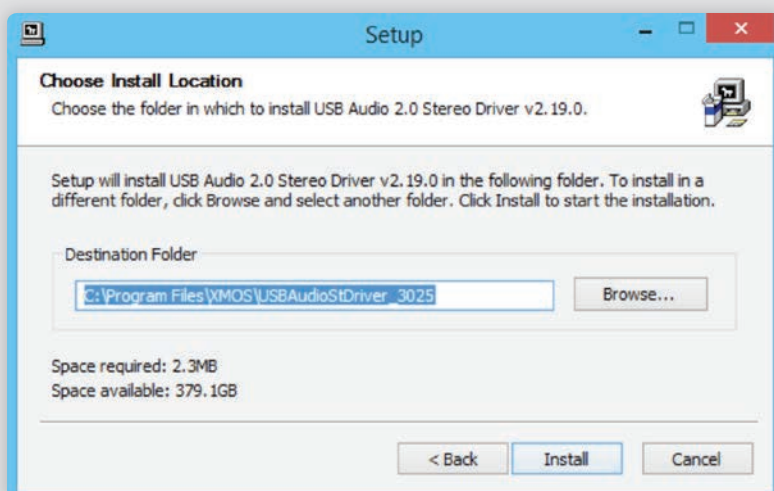 Setup
Choose Install Location
Choose the folder in which to install USB Audio 2.0 Stereo Driver v2.19.0.
Setup will install USB Audio 2.0 Stereo Driver v2.19.0 in the following folder. To install in a
different folder, click Browse and select another folder. Click Install to start the installation.
Destination Folder
C:\Program Files\XMOS\USBAudioStDriver_3025
Browse...
Space required: 2.3MB
Space available: 379.1GB
< Back
Install
Cancel